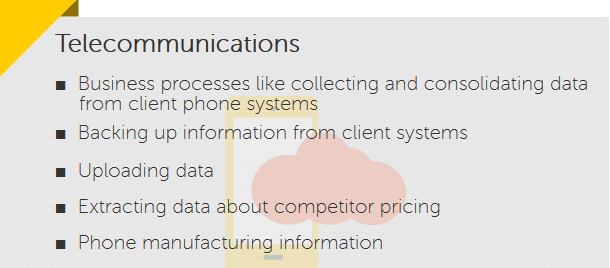 Telecommunications
■ Business processes like collecting and consolidating data
from client phone systems
■ Backing up information from client systems
■ Uploading data
■ Extracting data about competitor pricing
■ Phone manufacturing information